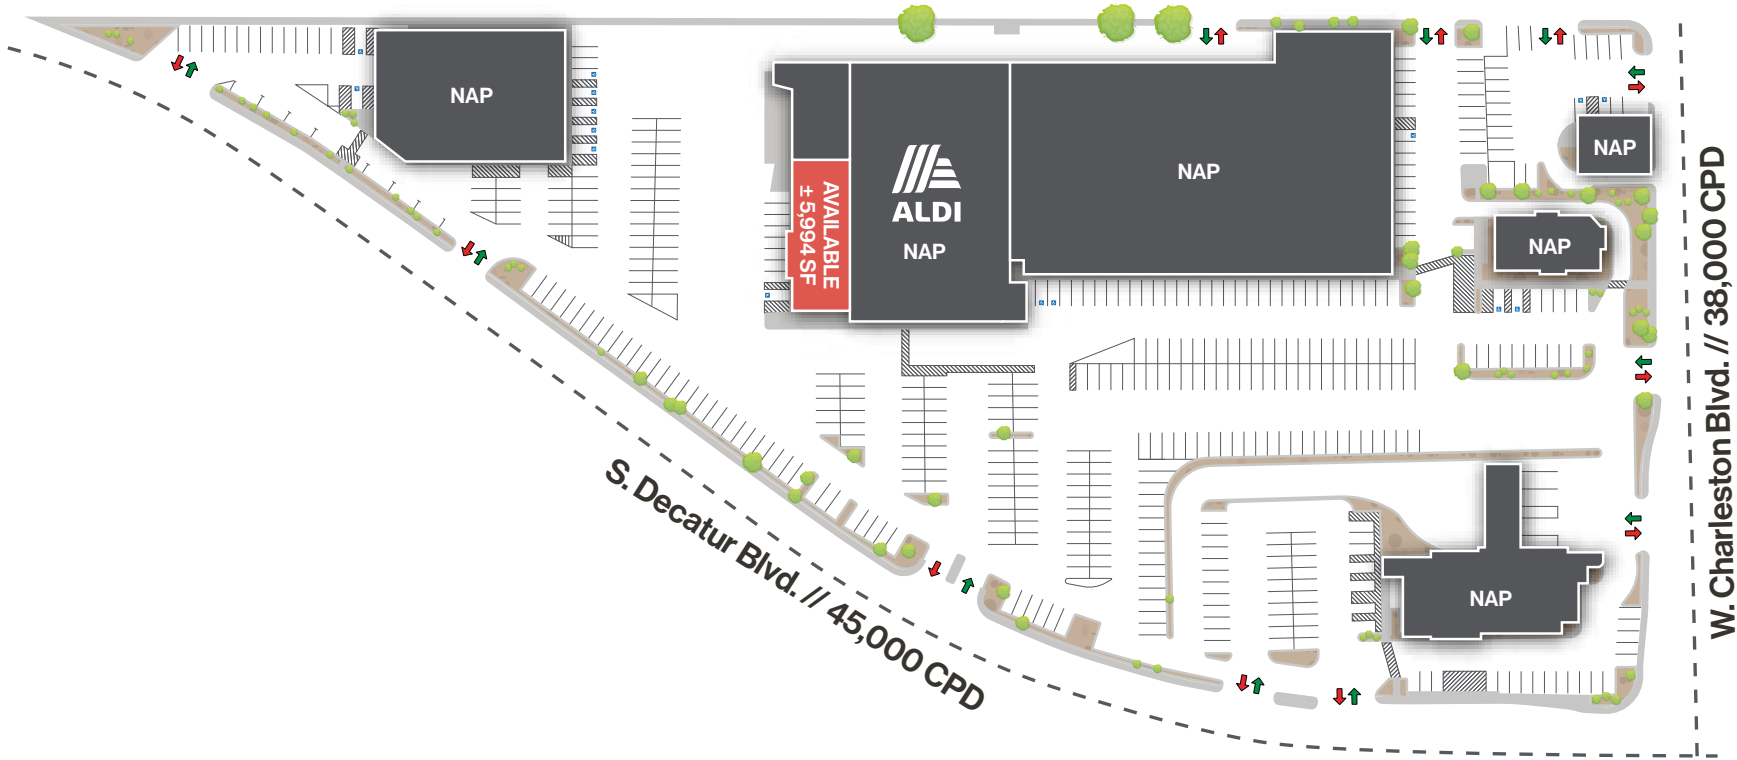 NAP
AVAILABLE
± 5,994 SF
ALDI
NAP
NAP
NAP
NAP
NAP
S. Decatur Blvd. // 45,000 CPD
W. Charleston Blvd. // 38,000 CPD